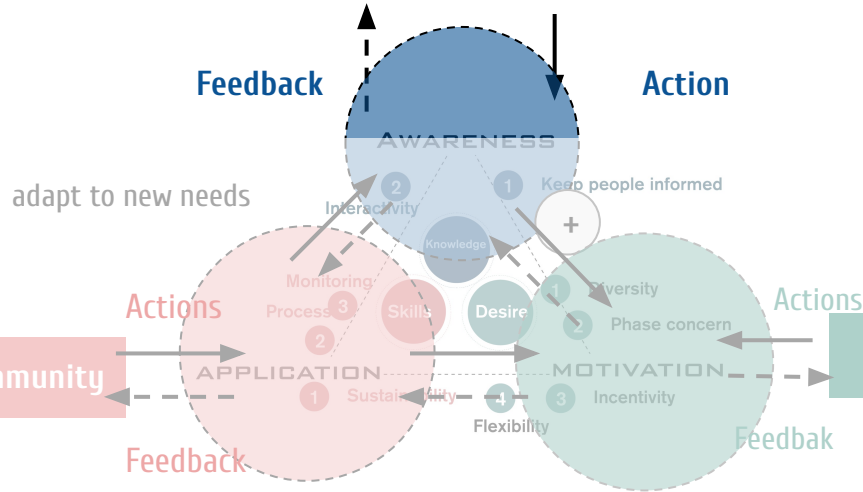 Feedback
Action
AWARENESS
adapt to new needs
2
1
Keep people informed
Interactivity
+
Knowledge
Monitoring
1
Diversity
Actions
3
Process
Skills
Desire
Actions
2
2
Phase concern
mmunity
APPLICATION
MOTIVATION
1
Sustainability
4
3
Incentivity
Flexibility
Feedback
Feedbak